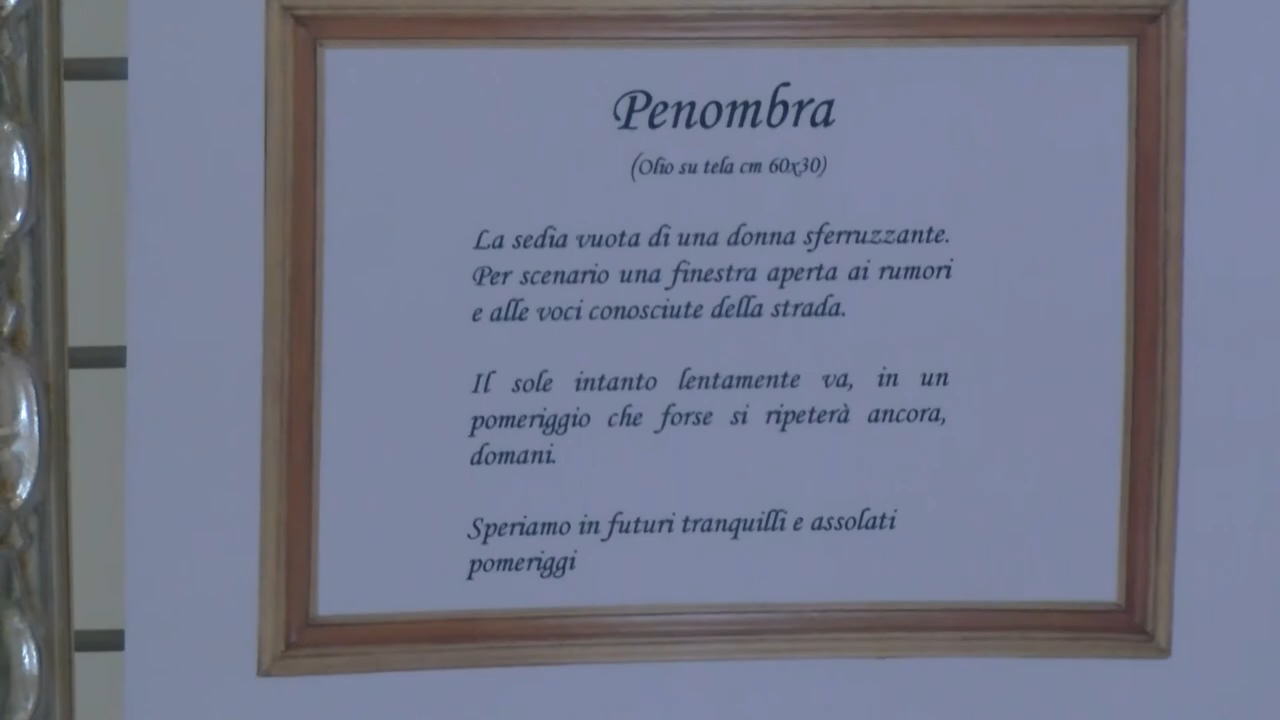 Penombra
(Olio su tela cm 60x30)
La sedia vuota di una donna sferruzzante.
Per scenario una finestra aperta ai rumori
e alle voci conosciute della strada.
Il sole intanto lentamente va, in un
pomeriggio che forse si ripeterà ancora,
domani.
Speriamo in futuri tranquilli e assolati
pomeriggi